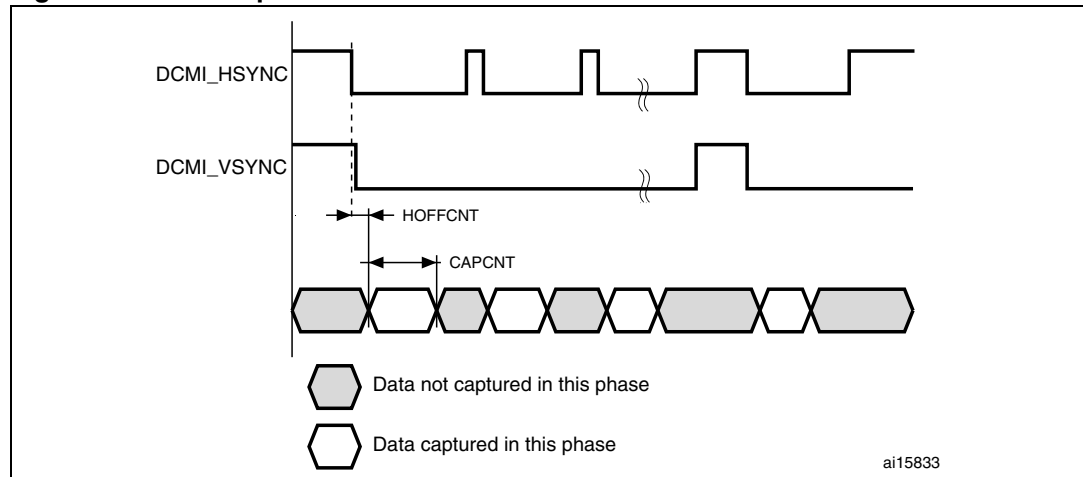 DCMI_HSYNC
DCMI_VSYNC
HOFFCNT
CAPCNT
Data not captured in this phase
Data captured in this phase
ai15833